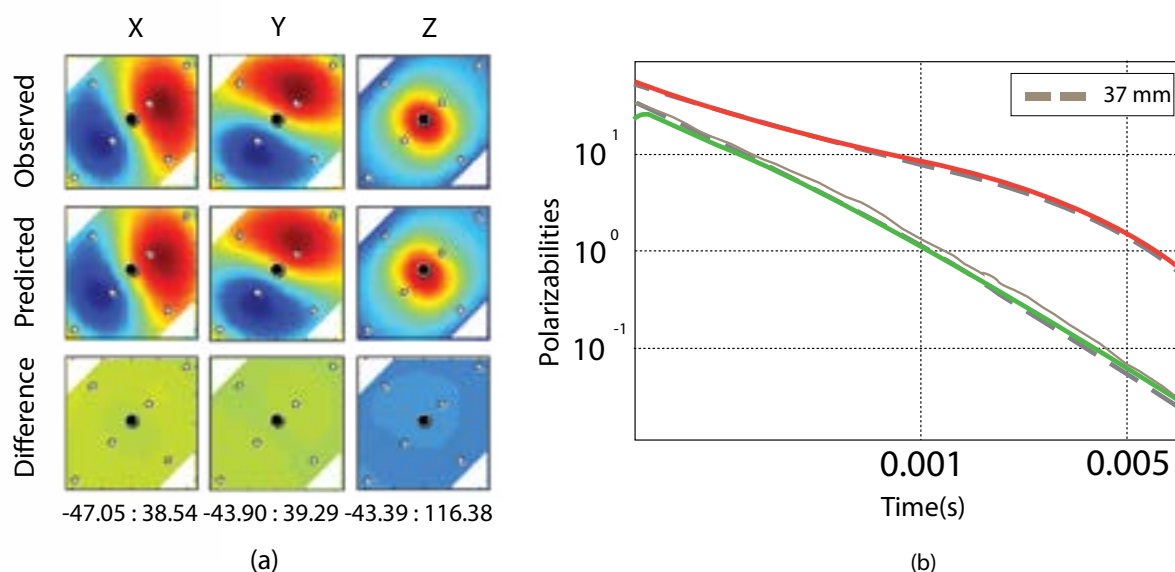 X Y Z
Observed
Predicted
Difference
-47.05 : 38.54 -43.90 : 39.29 -43.39 : 116.38
(a)
37 mm
10 1
10 0
10 -1
Polarizabilities
0.001 0.005
Time(s)
(b)